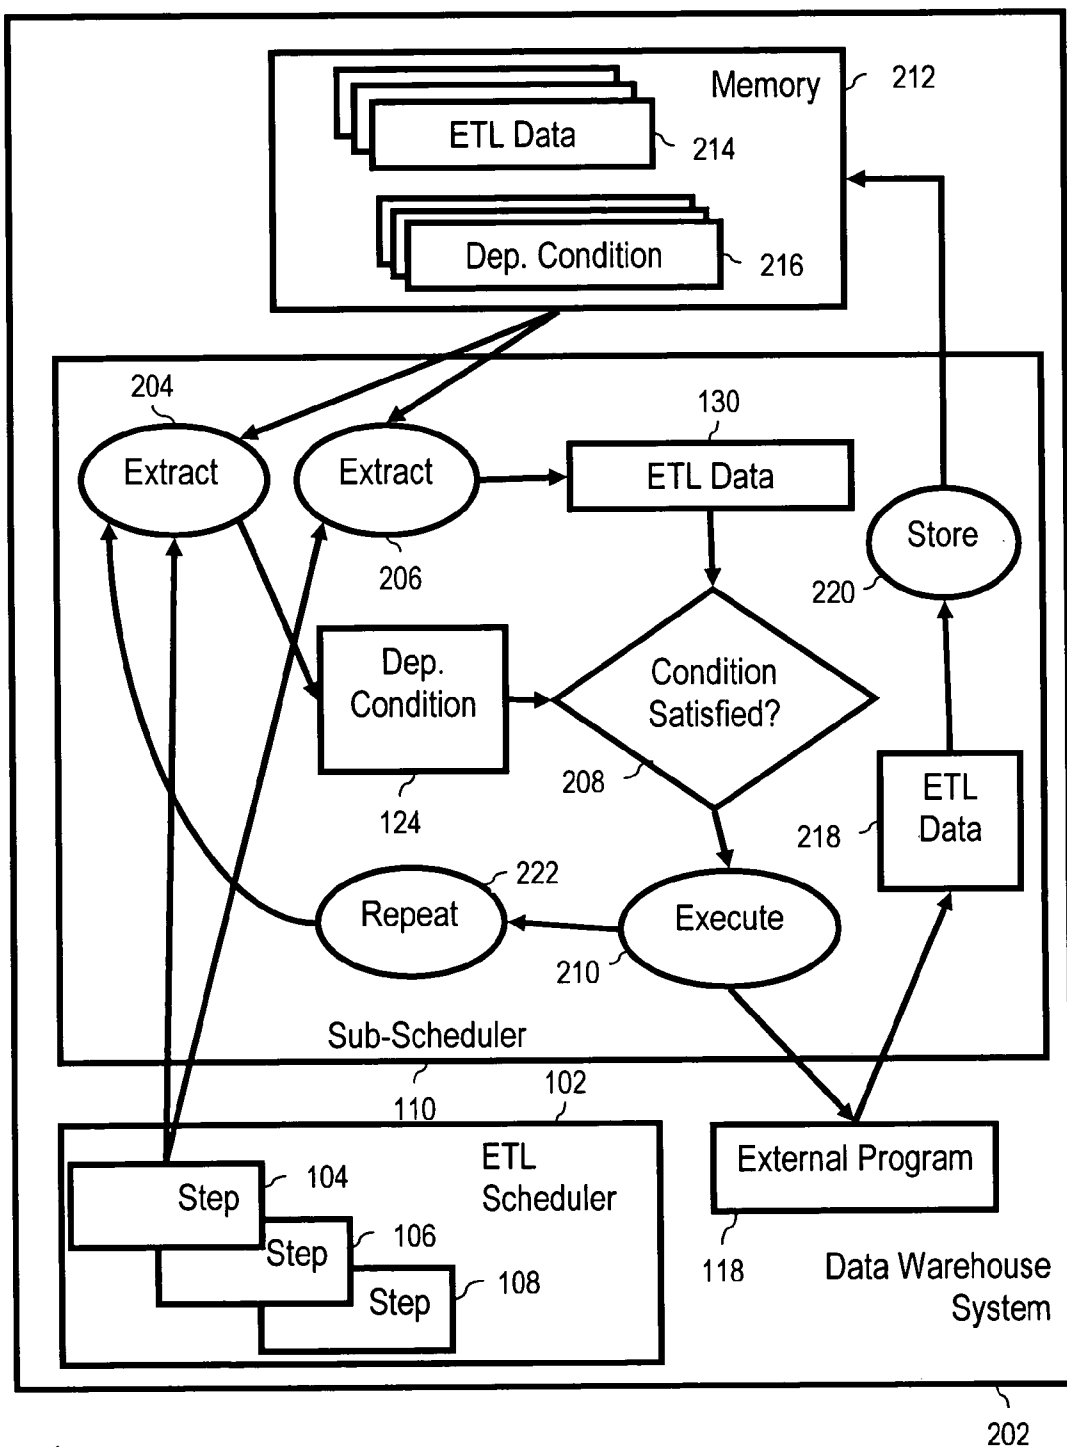 Memory
212
ETL Data
214
Dep. Condition
216
204
130
Extract
Extract
ETL Data
Store
206
220
Dep.
Condition
Condition
Satisfied?
208
124
ETL
Data
218
222
Repeat
Execute
210
Sub-Scheduler
102
110
ETL
Scheduler
External Program
104
Step
106
Step
118
108
Step
Data Warehouse
System
202